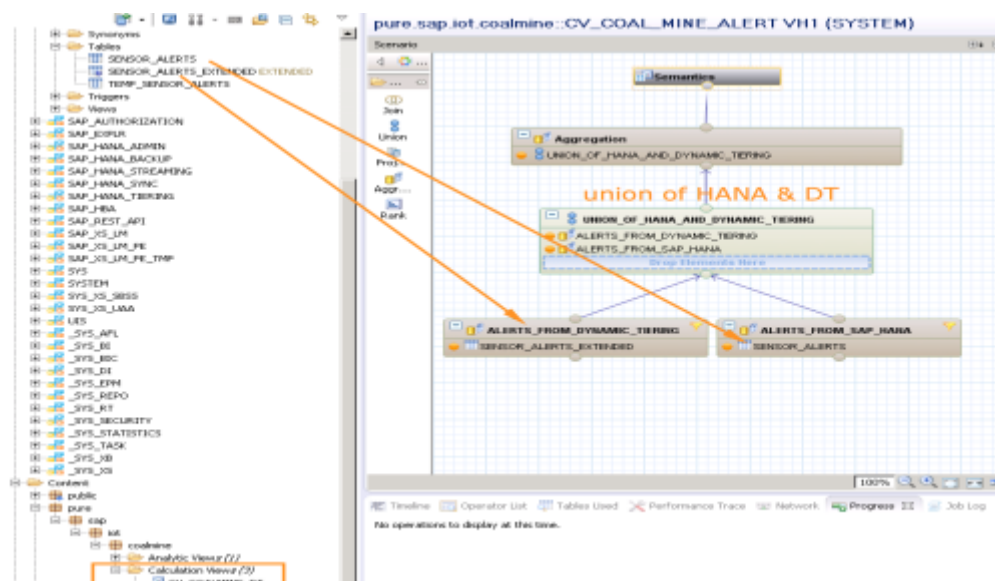 Synonyms
Tables
SENSOR_ALERTS
SENSOR_ALERTS_EXTENDED EXTENDED
TEMP_SENSOR_ALERTS
Triggers
Views
SAP_AUTHORIZATION
SAP_EXPLR
SAP_HANA_ADMIN
SAP_HANA_BACKUP
SAP_HANA_STREAMING
SAP_HANA_SYNC
SAP_HANA_TIERING
SAP_HBA
SAP_REST_API
SAP_XS_LM
SAP_XS_LM_PE
SAP_XS_LM_PE_TMP
SYS
SYSTEM
SYS_XS_SBSS
SYS_XS_UAA
UIS
_SYS_AFL
_SYS_BI
_SYS_BIC
_SYS_DI
_SYS_EPM
_SYS_REPO
_SYS_RT
_SYS_SECURITY
_SYS_STATISTICS
_SYS_TASK
_SYS_XB
_SYS_XS
Content
public
pure
sap
iot
coalmine
Analytic Views (1)
Calculation Views (3)
pure.sap.iot.coalmine::CV_COAL_MINE_ALERT VH1 (SYSTEM)
Scenario
Join
Union
Proj...
Aggr...
Rank
Semantics
Aggregation
UNION_OF_HANA_AND_DYNAMIC_TIERING
union of HANA & DT
UNION_OF_HANA_AND_DYNAMIC_TIERING
ALERTS_FROM_DYNAMIC_TIERING
ALERTS_FROM_SAP_HANA
Drop Elements Here
ALERTS_FROM_DYNAMIC_TIERING
SENSOR_ALERTS_EXTENDED
ALERTS_FROM_SAP_HANA
SENSOR_ALERTS
100%
Timeline Operator List Tables Used Performance Trace Network Progress Job Log
No operations to display at this time.